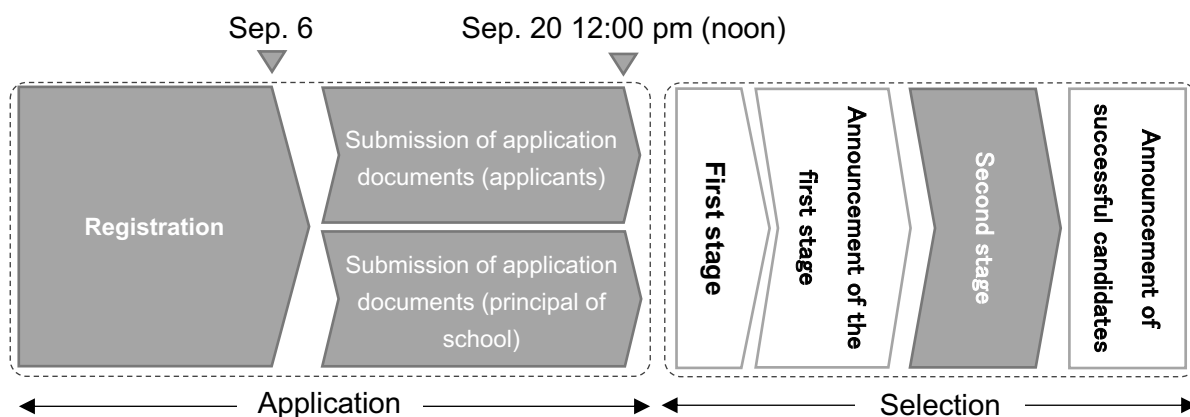 Sep. 6
Sep. 20 12:00 pm (noon)
Registration
Submission of application
documents (applicants)
Submission of application
documents (principal of
school)
First stage
Announcement of the
first stage
Second stage
Announcement of
successful candidates
Application
Selection